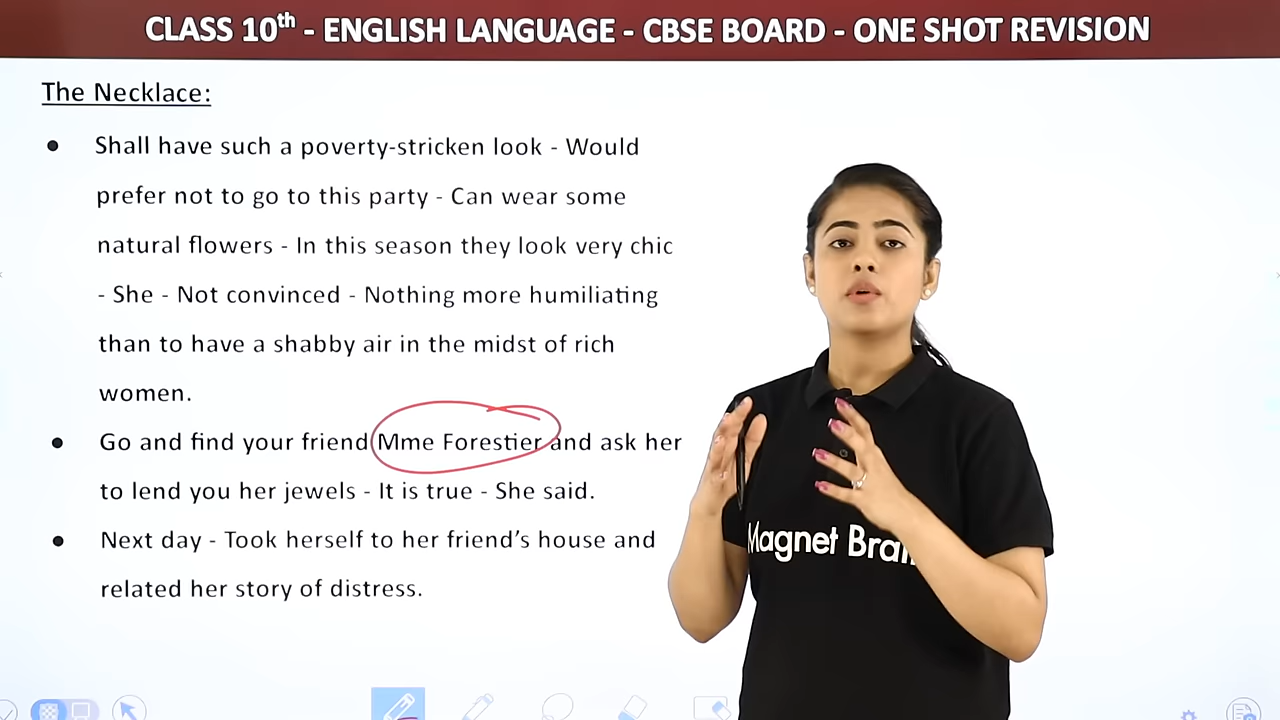 CLASS 10th - ENGLISH LANGUAGE - CBSE BOARD - ONE SHOT REVISION
The Necklace:
● Shall have such a poverty-stricken look - Would
prefer not to go to this party - Can wear some
natural flowers - In this season they look very chic
- She - Not convinced - Nothing more humiliating
than to have a shabby air in the midst of rich
women.
● Go and find your friend Mme Forestier and ask her
to lend you her jewels - It is true - She said.
● Next day - Took herself to her friend's house and
related her story of distress.
Magnet Brai